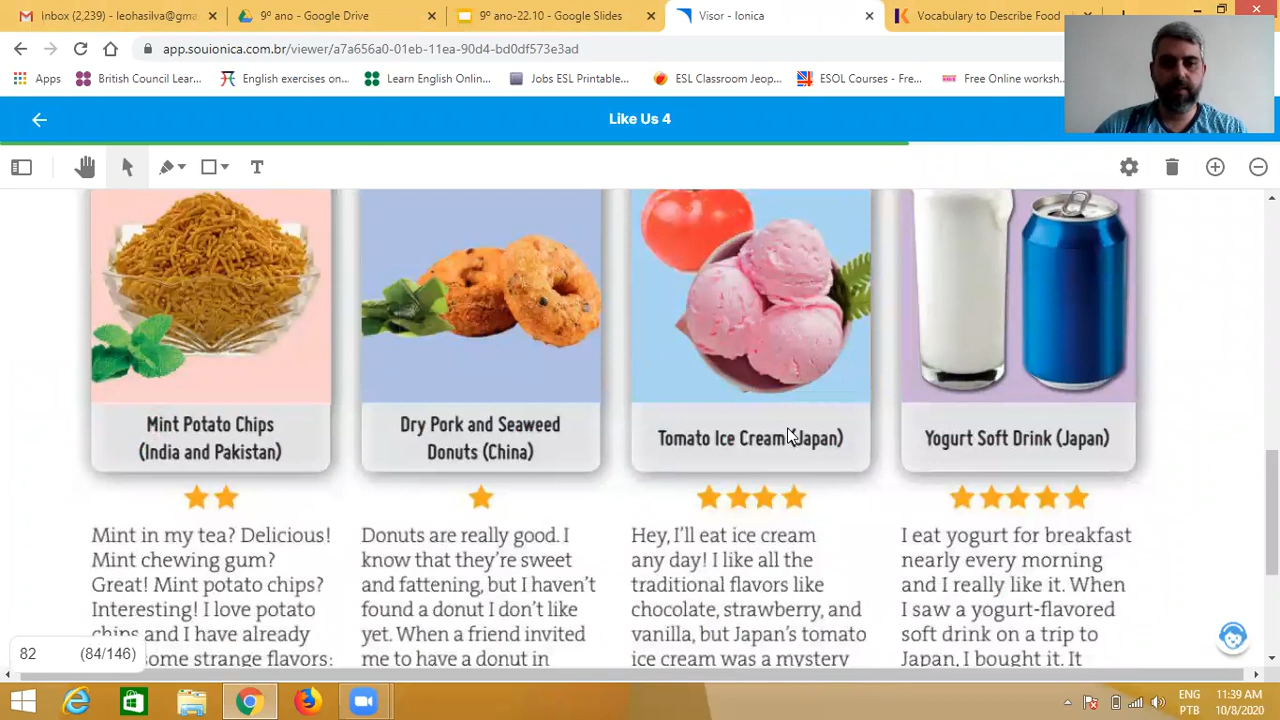 Inbox (2,239) - leohasilva@gma
9º ano - Google Drive
9º ano-22.10 - Google Slides
Visor - Ionica
Vocabulary to Describe Food
app.souionica.com.br/viewer/a7a656a0-01eb-11ea-90d4-bd0df573e3ad
Apps
British Council Lear...
English exercises on...
Learn English Onlin...
Jobs ESL Printable...
ESL Classroom Jeop...
ESOL Courses - Fre...
Free Online worksh...
Like Us 4
T
Mint Potato Chips
(India and Pakistan)
Mint in my tea? Delicious!
Mint chewing gum?
Great! Mint potato chips?
Interesting! I love potato
chips and I have already
some strange flavors:
Dry Pork and Seaweed
Donuts (China)
Donuts are really good. I
know that they're sweet
and fattening, but I haven't
found a donut I don't like
yet. When a friend invited
me to have a donut in
Tomato Ice Cream (Japan)
Hey, I'll eat ice cream
any day! I like all the
traditional flavors like
chocolate, strawberry, and
vanilla, but Japan's tomato
ice cream was a mystery
Yogurt Soft Drink (Japan)
I eat yogurt for breakfast
nearly every morning
and I really like it. When
I saw a yogurt-flavored
soft drink on a trip to
Japan, I bought it. It
82 (84/146)
ENG
PTB
11:39 AM
10/8/2020